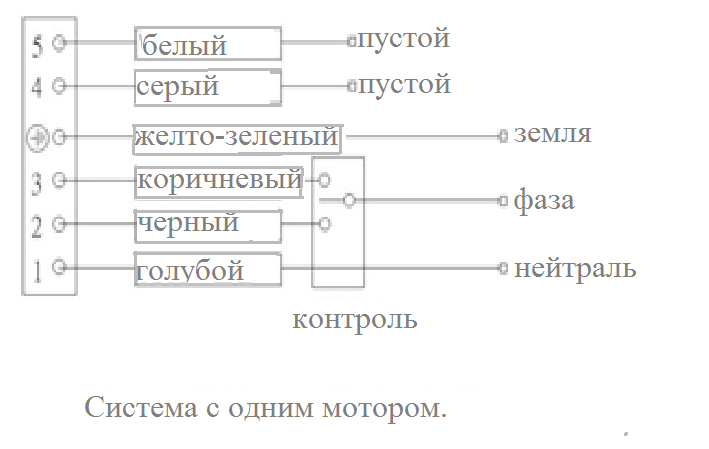 5 белый пустой
4 серый пустой
желто-зеленый земля
3 коричневый
фаза
2 черный
1 голубой нейтраль
контроль
Система с одним мотором.